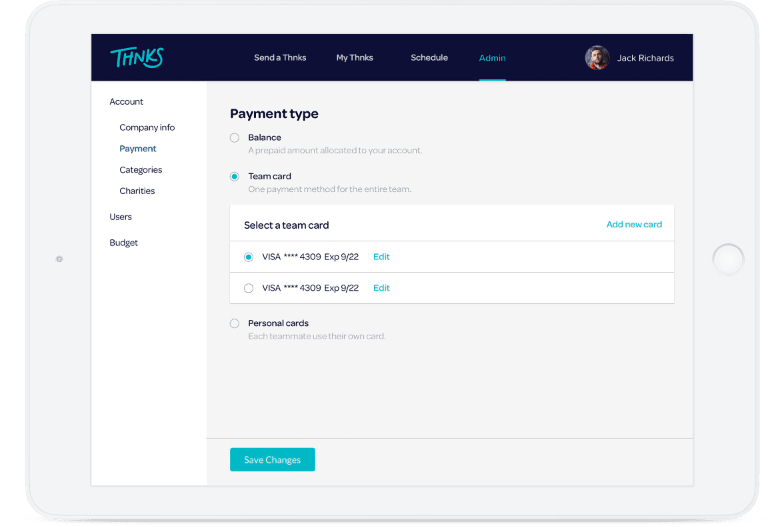 THNKS
Send a Thnks My Thnks Schedule Admin Jack Richards
Account
Company info
Payment
Categories
Charities
Users
Budget
Payment type
Balance
A prepaid amount allocated to your account.
Team card
One payment method for the entire team.
Select a team card Add new card
VISA **** 4309 Exp 9/22 Edit
VISA **** 4309 Exp 9/22 Edit
Personal cards
Each teammate use their own card.
Save Changes